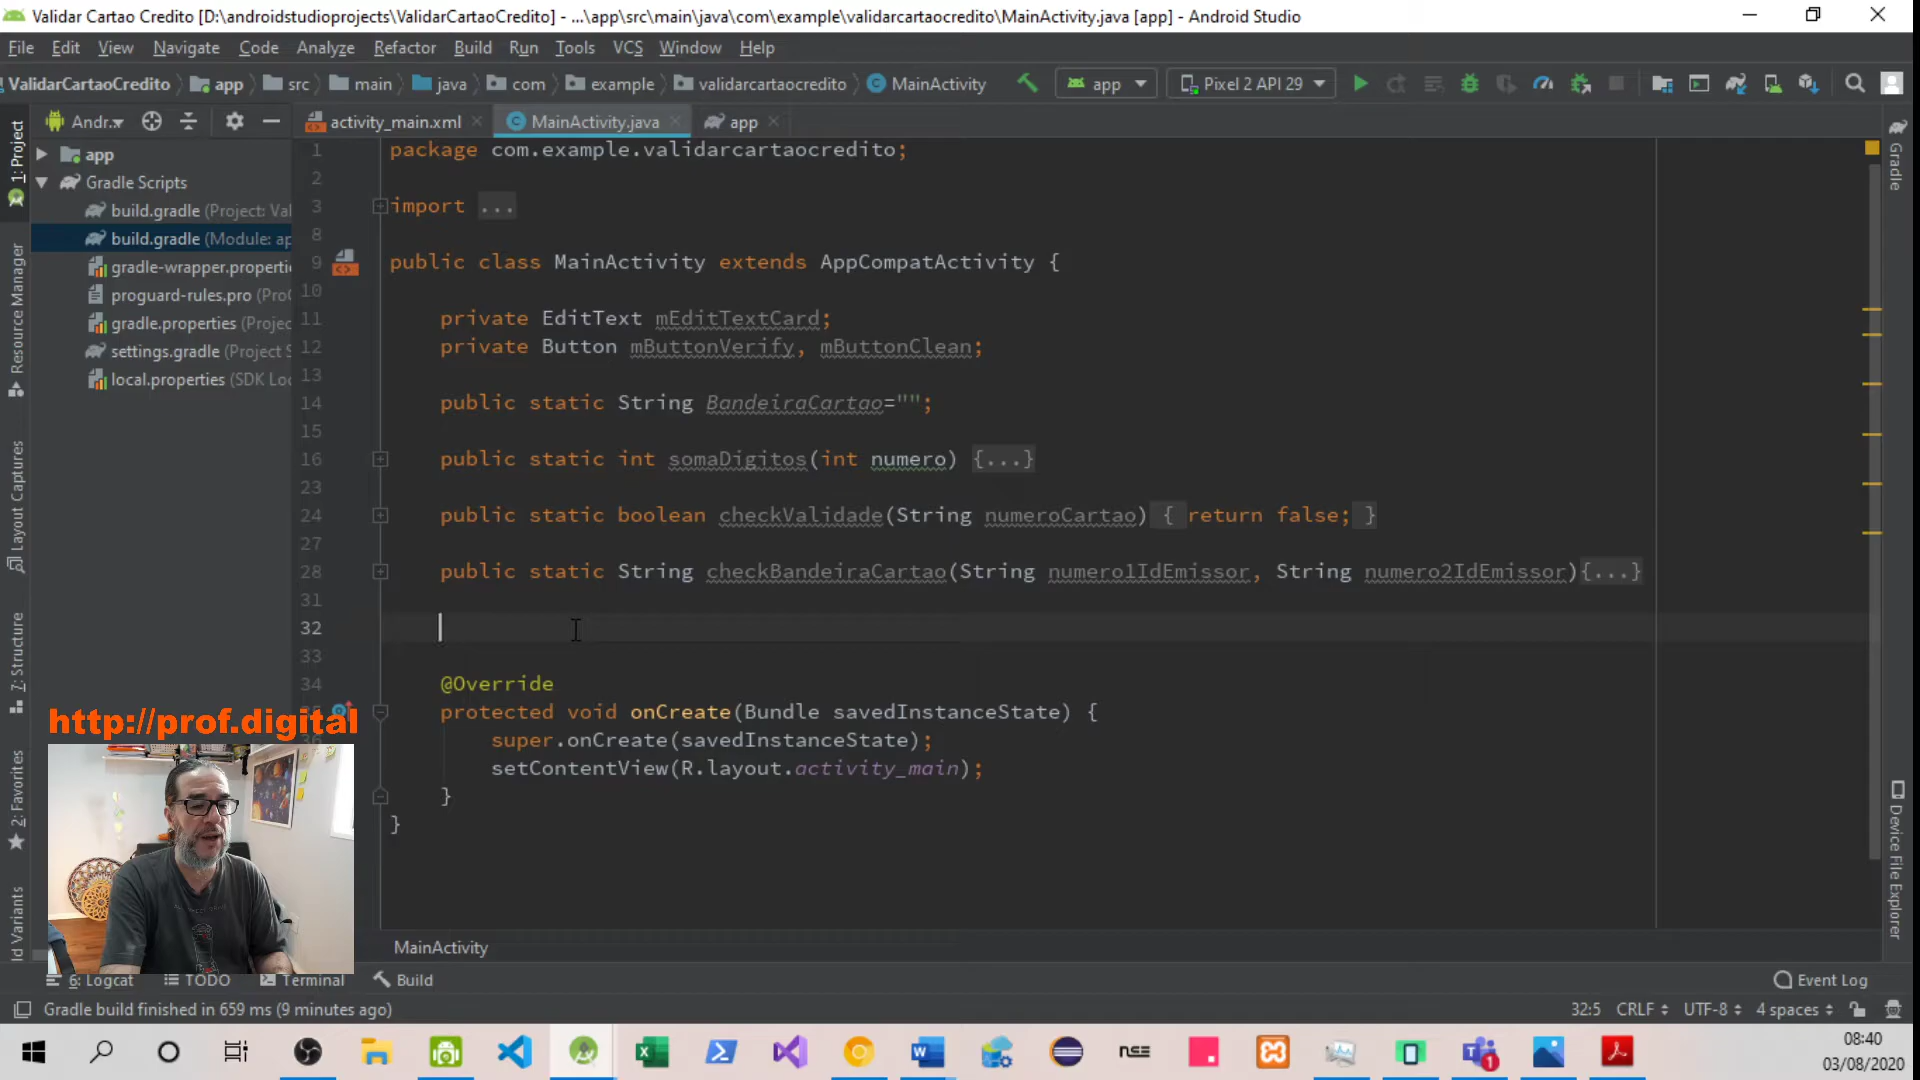 Validar Cartao Credito [D:\androidstudioprojects\ValidarCartaoCredito] - ...\app\src\main\java\com\example\validarcartaocredito\MainActivity.java [app] - Android Studio
File Edit View Navigate Code Analyze Refactor Build Run Tools VCS Window Help
ValidarCartaoCredito app src main java com example validarcartaocredito MainActivity app Pixel 2 API 29
1: Project
Andr..
activity_main.xml MainActivity.java app
app
Gradle Scripts
build.gradle (Project: Val
build.gradle (Module: ap
gradle-wrapper.properti
proguard-rules.pro (Pro
gradle.properties (Projec
settings.gradle (Project S
local.properties (SDK Loc
Resource Manager
Layout Captures
7: Structure
2: Favorites
ld Variants
1 package com.example.validarcartaocredito;
2
3 import ...
8
9 public class MainActivity extends AppCompatActivity {
10
11 private EditText mEditTextCard;
12 private Button mButtonVerify, mButtonClean;
13
14 public static String BandeiraCartao="";
15
16 public static int somaDigitos(int numero) {...}
23
24 public static boolean checkValidade(String numeroCartao) { return false; }
27
28 public static String checkBandeiraCartao(String numero1IdEmissor, String numero2IdEmissor){...}
31
32
33
34 @Override
protected void onCreate(Bundle savedInstanceState) {
super.onCreate(savedInstanceState);
setContentView(R.layout.activity_main);
}
}
http://prof.digital
Gradle
Device File Explorer
MainActivity
6: Logcat TODO Terminal Build Event Log
Gradle build finished in 659 ms (9 minutes ago) 32:5 CRLF UTF-8 4 spaces
08:40
03/08/2020